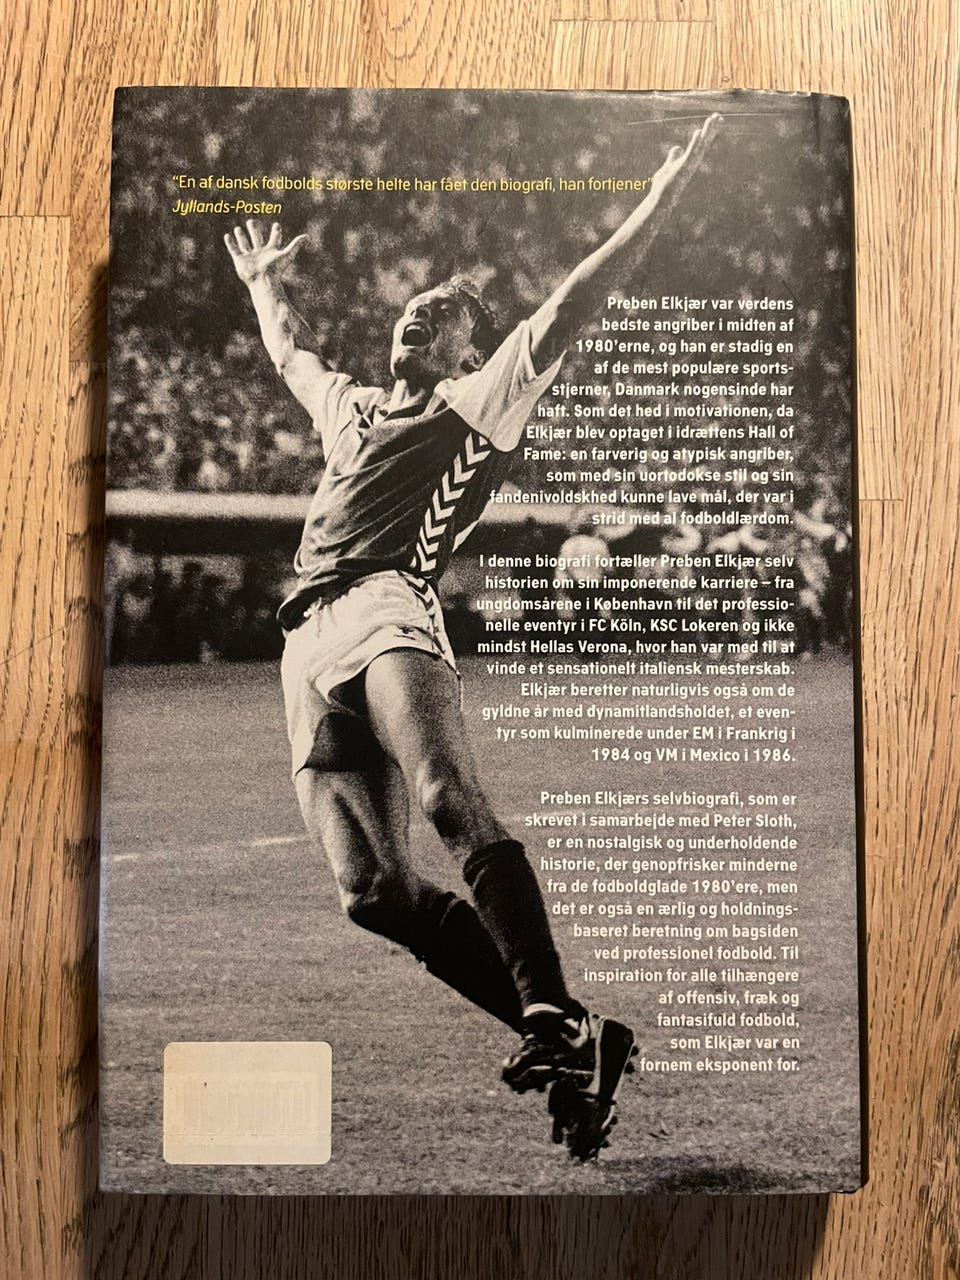 “En af dansk fodbolds største helte har fået den biografi, han fortjener”
Jyllands-Posten
Preben Elkjær var verdens
bedste angriber i midten af
1980’erne, og han er stadig en
af de mest populære sports-
stjerner, Danmark nogensinde har
haft. Som det hed i motivationen, da
Elkjær blev optaget i idrættens Hall of
Fame: en farverig og atypisk angriber,
som med sin uortodokse stil og sin
fandenivoldskhed kunne lave mål, der var i
strid med al fodboldlærdom.
I denne biografi fortæller Preben Elkjær selv
historien om sin imponerende karriere – fra
ungdomsårene i København til det professio-
nelle eventyr i FC Köln, KSC Lokeren og ikke
mindst Hellas Verona, hvor han var med til at
vinde et sensationelt italiensk mesterskab.
Elkjær beretter naturligvis også om de
gyldne år med dynamitlandsholdet, et even-
tyr som kulminerede under EM i Frankrig i
1984 og VM i Mexico i 1986.
Preben Elkjærs selvbiografi, som er
skrevet i samarbejde med Peter Sloth,
er en nostalgisk og underholdende
historie, der genopfrisker minderne
fra de fodboldglade 1980’ere, men
det er også en ærlig og holdnings-
baseret beretning om bagsiden
ved professionel fodbold. Til
inspiration for alle tilhængere
af offensiv, fræk og
fantasifuld fodbold,
som Elkjær var en
fornem eksponent for.